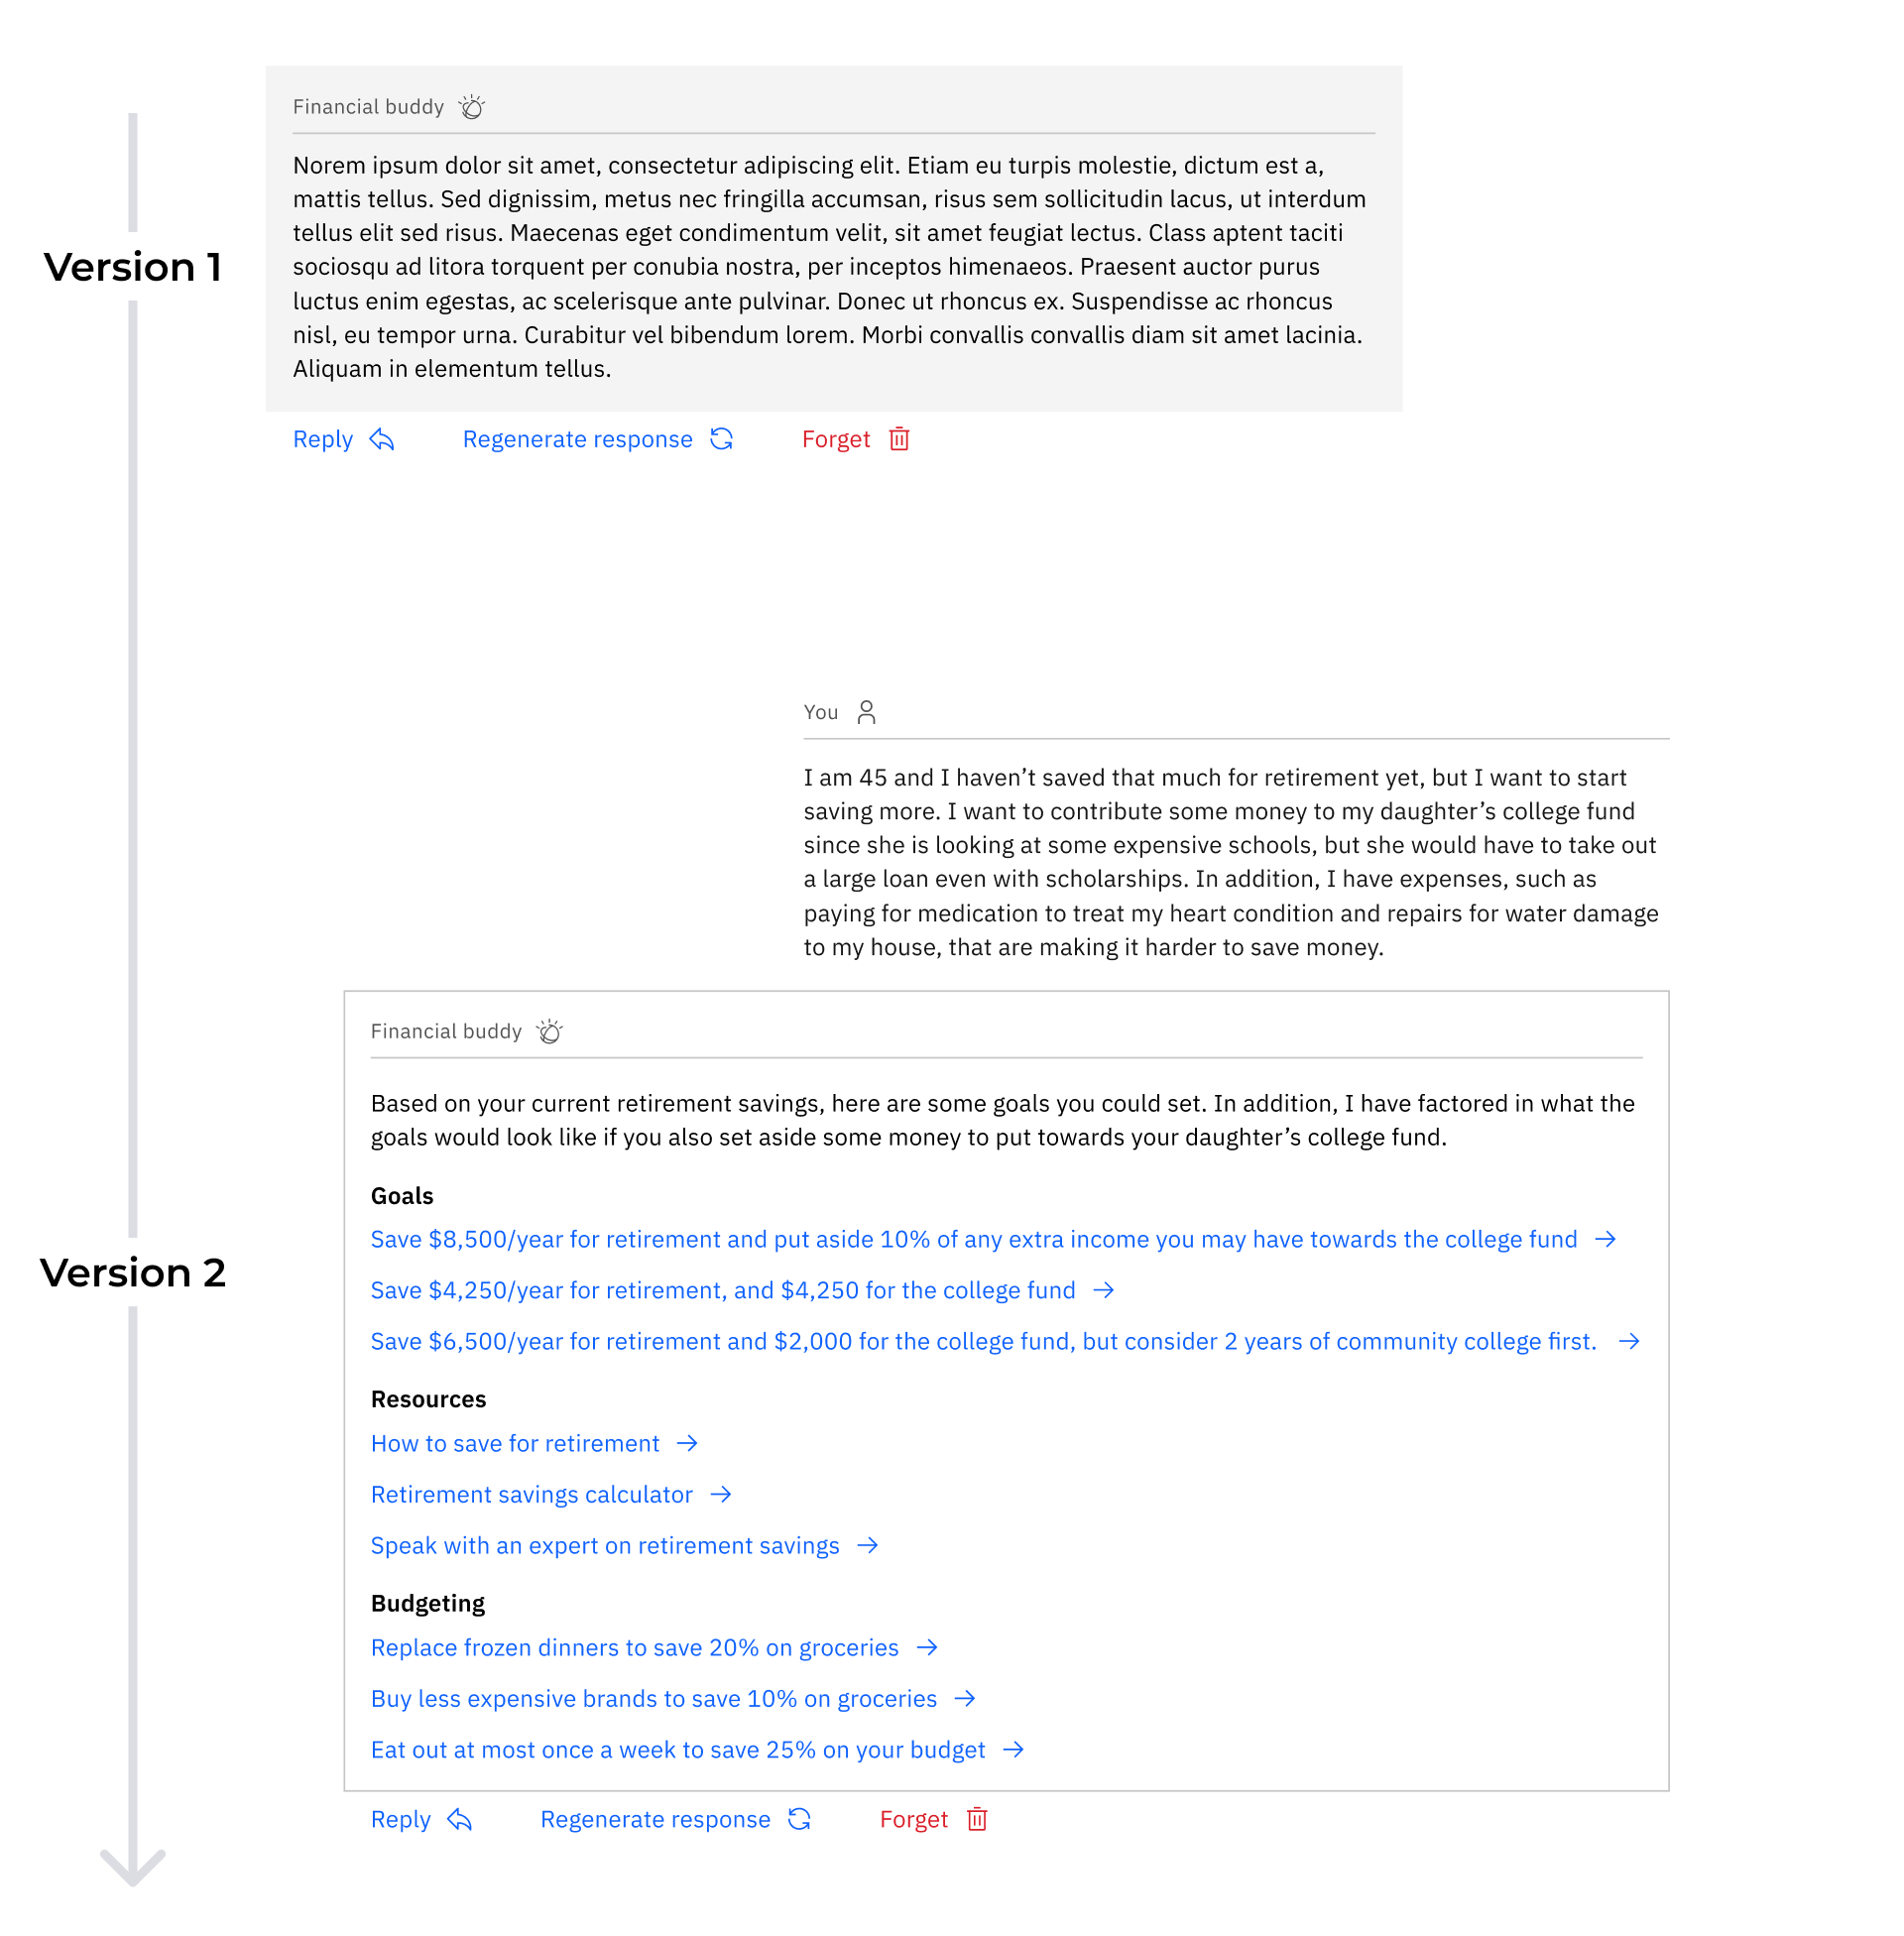 Version 1
Financial buddy
Norem ipsum dolor sit amet, consectetur adipiscing elit. Etiam eu turpis molestie, dictum est a,
mattis tellus. Sed dignissim, metus nec fringilla accumsan, risus sem sollicitudin lacus, ut interdum
tellus elit sed risus. Maecenas eget condimentum velit, sit amet feugiat lectus. Class aptent taciti
sociosqu ad litora torquent per conubia nostra, per inceptos himenaeos. Praesent auctor purus
luctus enim egestas, ac scelerisque ante pulvinar. Donec ut rhoncus ex. Suspendisse ac rhoncus
nisl, eu tempor urna. Curabitur vel bibendum lorem. Morbi convallis convallis diam sit amet lacinia.
Aliquam in elementum tellus.
Reply Regenerate response Forget
Version 2
You
I am 45 and I haven’t saved that much for retirement yet, but I want to start
saving more. I want to contribute some money to my daughter’s college fund
since she is looking at some expensive schools, but she would have to take out
a large loan even with scholarships. In addition, I have expenses, such as
paying for medication to treat my heart condition and repairs for water damage
to my house, that are making it harder to save money.
Financial buddy
Based on your current retirement savings, here are some goals you could set. In addition, I have factored in what the
goals would look like if you also set aside some money to put towards your daughter’s college fund.
Goals
Save $8,500/year for retirement and put aside 10% of any extra income you may have towards the college fund
Save $4,250/year for retirement, and $4,250 for the college fund
Save $6,500/year for retirement and $2,000 for the college fund, but consider 2 years of community college first.
Resources
How to save for retirement
Retirement savings calculator
Speak with an expert on retirement savings
Budgeting
Replace frozen dinners to save 20% on groceries
Buy less expensive brands to save 10% on groceries
Eat out at most once a week to save 25% on your budget
Reply Regenerate response Forget